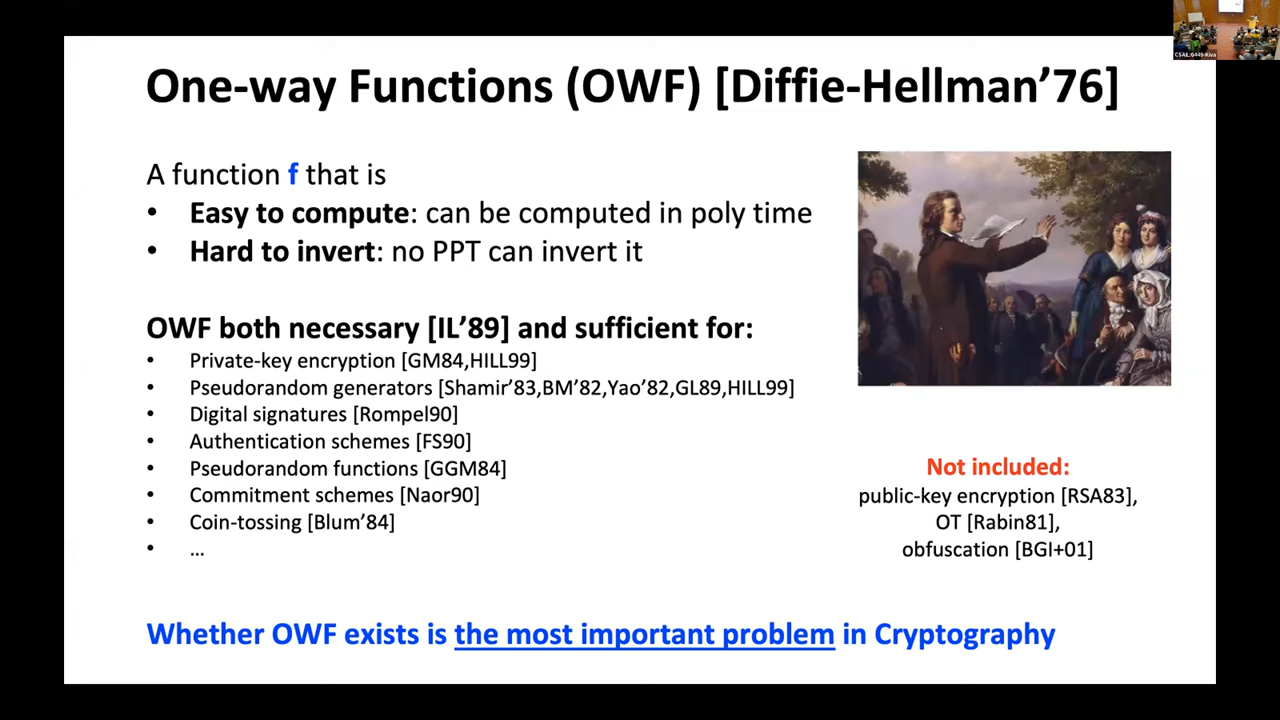 One-way Functions (OWF) [Diffie-Hellman’76]
A function f that is
• Easy to compute: can be computed in poly time
• Hard to invert: no PPT can invert it
OWF both necessary [IL’89] and sufficient for:
• Private-key encryption [GM84,HILL99]
• Pseudorandom generators [Shamir’83,BM’82,Yao’82,GL89,HILL99]
• Digital signatures [Rompel90]
• Authentication schemes [FS90]
• Pseudorandom functions [GGM84]
• Commitment schemes [Naor90]
• Coin-tossing [Blum’84]
• …
Not included:
public-key encryption [RSA83],
OT [Rabin81],
obfuscation [BGI+01]
Whether OWF exists is the most important problem in Cryptography